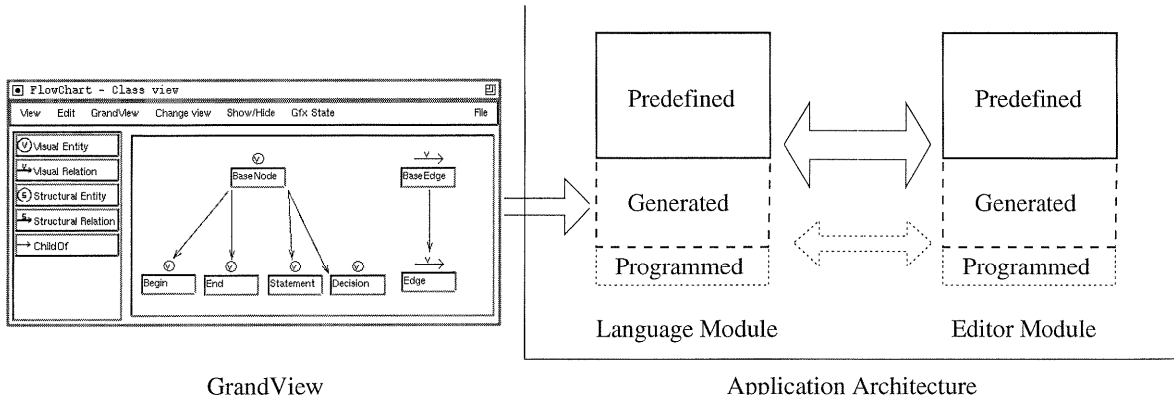 FlowChart - Class view
View Edit GrandView Change view Show/Hide Gfx State File
V Visual Entity
V Visual Relation
S Structural Entity
S Structural Relation
ChildOf
V
BaseNode
V
BaseEdge
V
Begin
V
End
V
Statement
V
Decision
V
Edge
GrandView
Predefined
Generated
Programmed
Language Module
Predefined
Generated
Programmed
Editor Module
Application Architecture